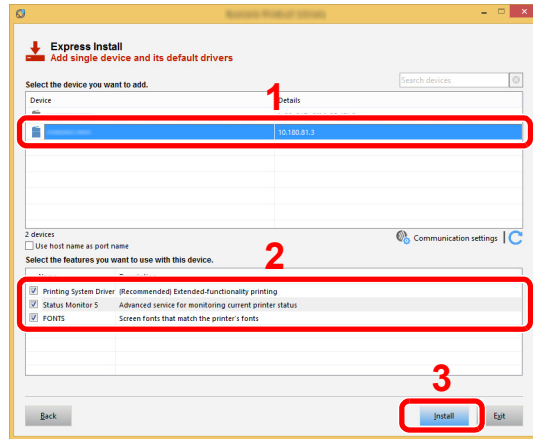 Express Install
Add single device and its default drivers
Select the device you want to add.
Search devices
1
Device Details
10.180.81.3
2 devices
Communication settings
Use host name as port name
2
Select the features you want to use with this device.
Printing System Driver (Recommended) Extended-functionality printing
Status Monitor 5 Advanced service for monitoring current printer status
FONTS Screen fonts that match the printer's fonts
3
Back Install Exit